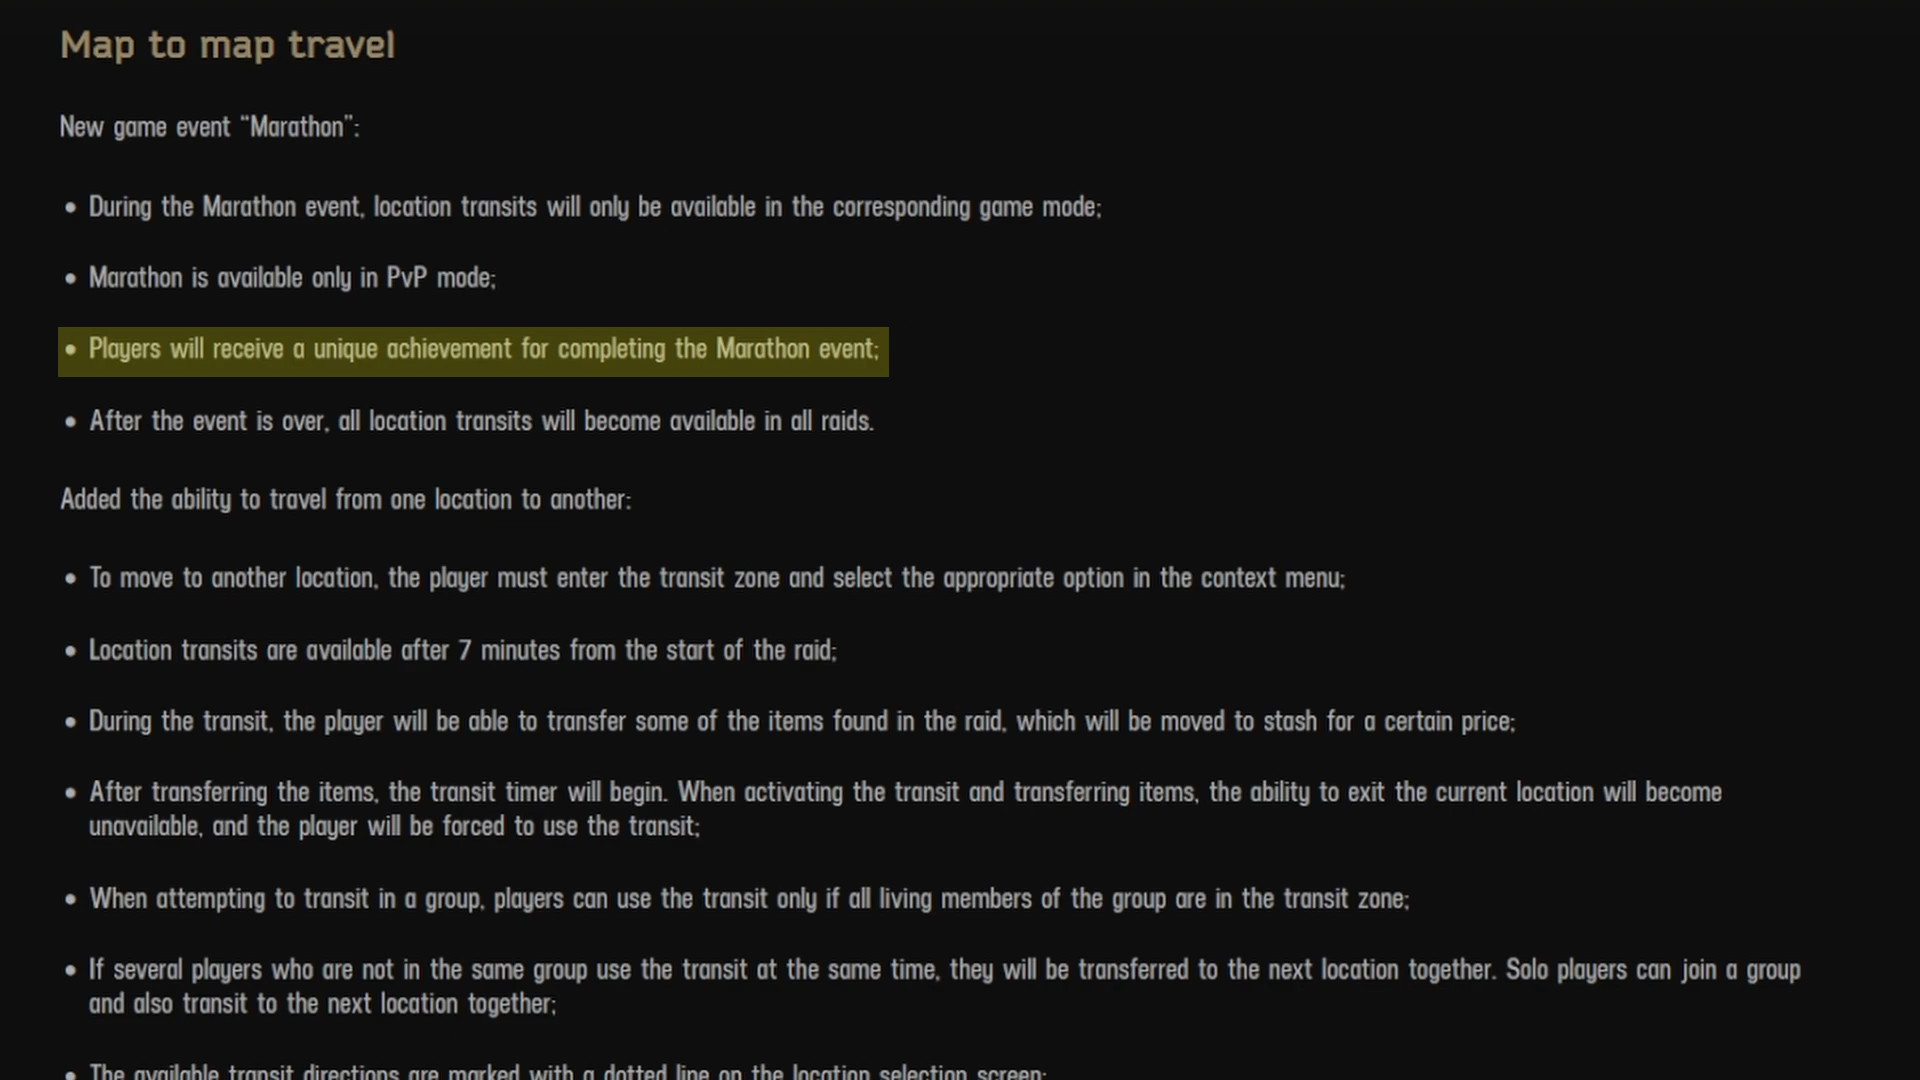 Map to map travel
New game event “Marathon”:
• During the Marathon event, location transits will only be available in the corresponding game mode;
• Marathon is available only in PvP mode;
• Players will receive a unique achievement for completing the Marathon event;
• After the event is over, all location transits will become available in all raids.
Added the ability to travel from one location to another:
• To move to another location, the player must enter the transit zone and select the appropriate option in the context menu;
• Location transits are available after 7 minutes from the start of the raid;
• During the transit, the player will be able to transfer some of the items found in the raid, which will be moved to stash for a certain price;
• After transferring the items, the transit timer will begin. When activating the transit and transferring items, the ability to exit the current location will become
unavailable, and the player will be forced to use the transit;
• When attempting to transit in a group, players can use the transit only if all living members of the group are in the transit zone;
• If several players who are not in the same group use the transit at the same time, they will be transferred to the next location together. Solo players can join a group
and also transit to the next location together;
• The available transit directions are marked with a dotted line on the location selection screen;